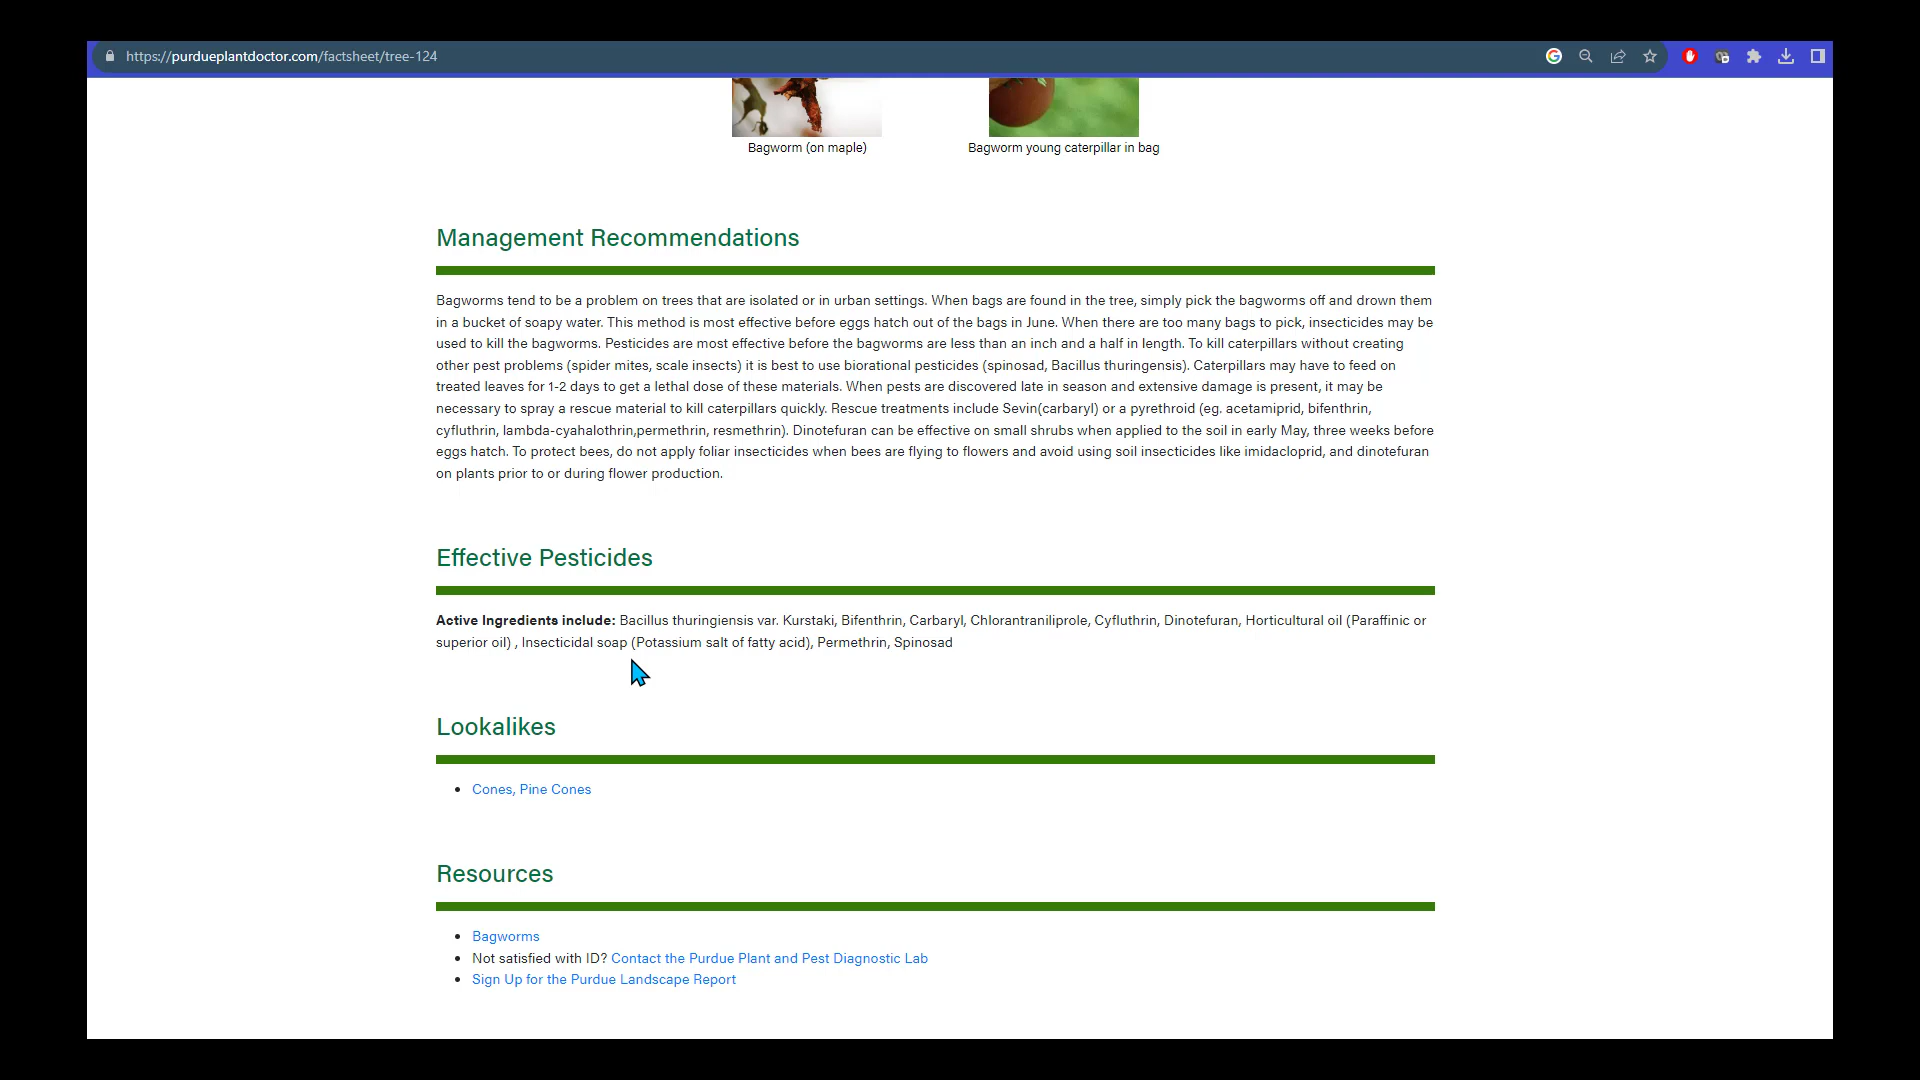 https://purdueplantdoctor.com/factsheet/tree-124
Bagworm (on maple)
Bagworm young caterpillar in bag
Management Recommendations
Bagworms tend to be a problem on trees that are isolated or in urban settings. When bags are found in the tree, simply pick the bagworms off and drown them
in a bucket of soapy water. This method is most effective before eggs hatch out of the bags in June. When there are too many bags to pick, insecticides may be
used to kill the bagworms. Pesticides are most effective before the bagworms are less than an inch and a half in length. To kill caterpillars without creating
other pest problems (spider mites, scale insects) it is best to use biorational pesticides (spinosad, Bacillus thuringensis). Caterpillars may have to feed on
treated leaves for 1-2 days to get a lethal dose of these materials. When pests are discovered late in season and extensive damage is present, it may be
necessary to spray a rescue material to kill caterpillars quickly. Rescue treatments include Sevin(carbaryl) or a pyrethroid (eg. acetamiprid, bifenthrin,
cyfluthrin, lambda-cyahalothrin,permethrin, resmethrin). Dinotefuran can be effective on small shrubs when applied to the soil in early May, three weeks before
eggs hatch. To protect bees, do not apply foliar insecticides when bees are flying to flowers and avoid using soil insecticides like imidacloprid, and dinotefuran
on plants prior to or during flower production.
Effective Pesticides
Active Ingredients include: Bacillus thuringiensis var. Kurstaki, Bifenthrin, Carbaryl, Chlorantraniliprole, Cyfluthrin, Dinotefuran, Horticultural oil (Paraffinic or
superior oil) , Insecticidal soap (Potassium salt of fatty acid), Permethrin, Spinosad
Lookalikes
• Cones, Pine Cones
Resources
• Bagworms
• Not satisfied with ID? Contact the Purdue Plant and Pest Diagnostic Lab
• Sign Up for the Purdue Landscape Report